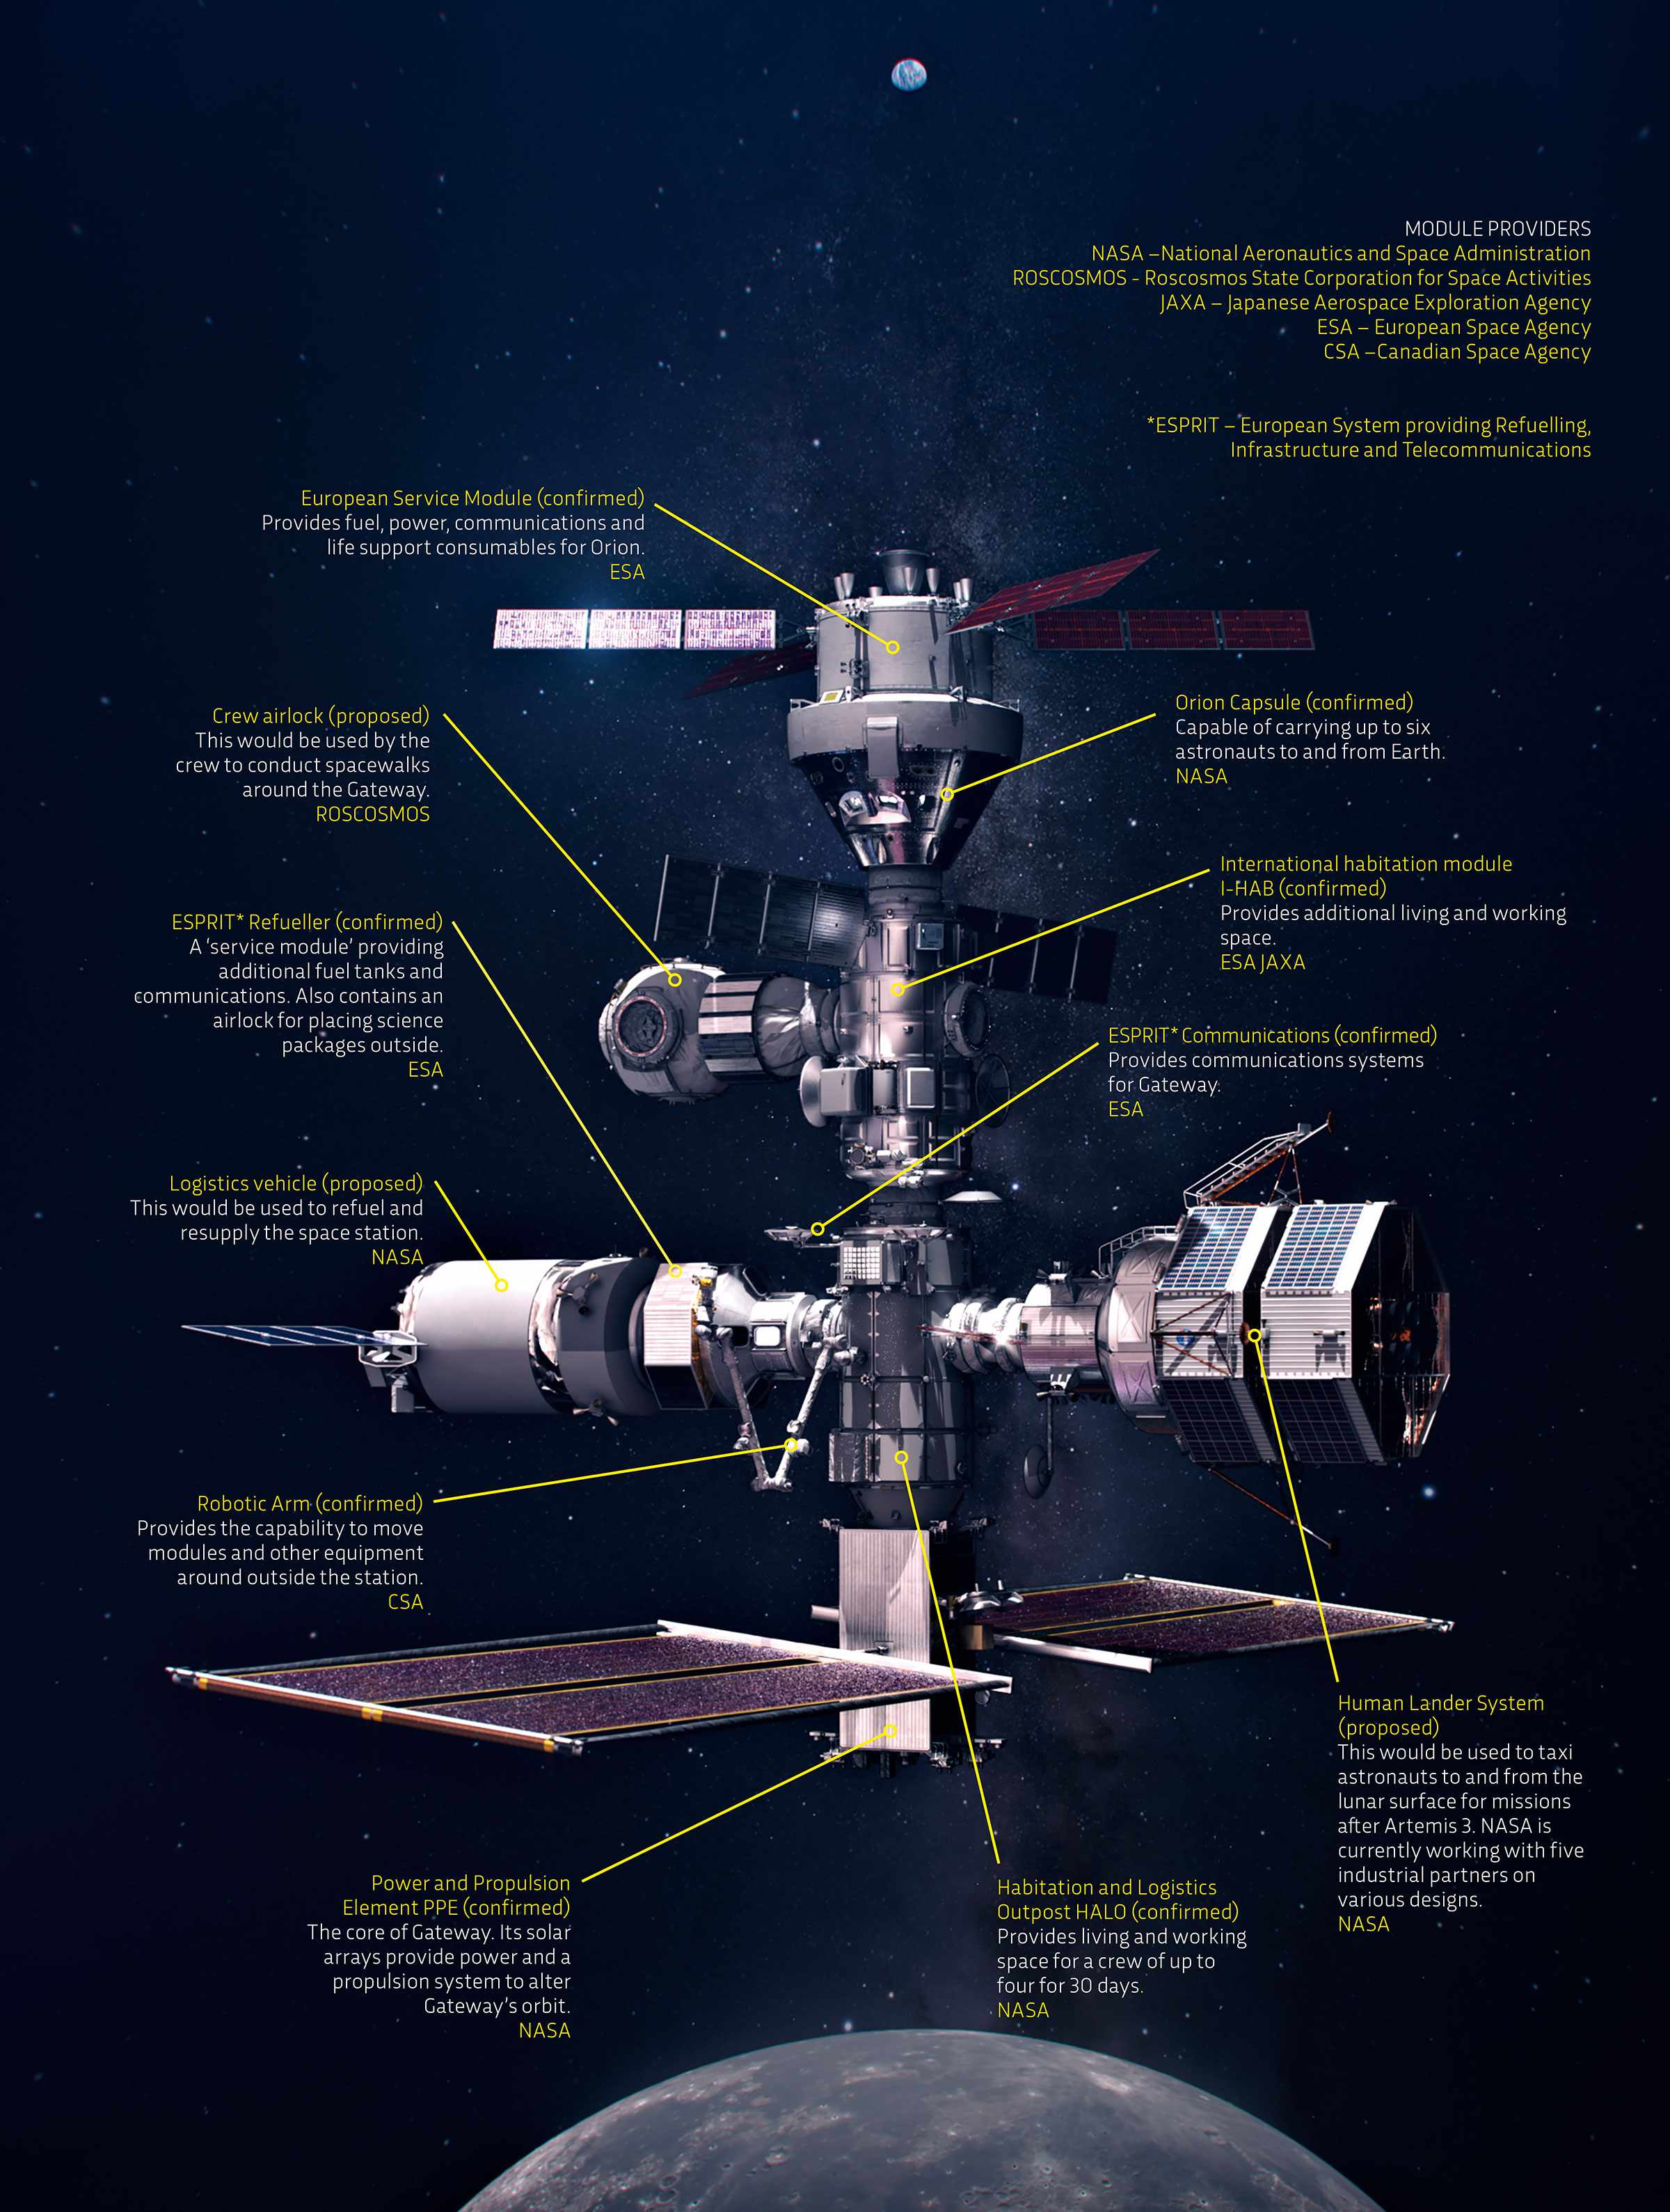 MODULE PROVIDERS
NASA –National Aeronautics and Space Administration
ROSCOSMOS - Roscosmos State Corporation for Space Activities
JAXA – Japanese Aerospace Exploration Agency
ESA – European Space Agency
CSA –Canadian Space Agency
*ESPRIT – European System providing Refuelling,
Infrastructure and Telecommunications
European Service Module (confirmed)
Provides fuel, power, communications and
life support consumables for Orion.
ESA
Orion Capsule (confirmed)
Capable of carrying up to six
astronauts to and from Earth.
NASA
Crew airlock (proposed)
This would be used by the
crew to conduct spacewalks
around the Gateway.
ROSCOSMOS
International habitation module
I-HAB (confirmed)
Provides additional living and working
space.
ESA JAXA
ESPRIT* Refueller (confirmed)
A ‘service module’ providing
additional fuel tanks and
communications. Also contains an
airlock for placing science
packages outside.
ESA
ESPRIT* Communications (confirmed)
Provides communications systems
for Gateway.
ESA
Logistics vehicle (proposed)
This would be used to refuel and
resupply the space station.
NASA
Robotic Arm (confirmed)
Provides the capability to move
modules and other equipment
around outside the station.
CSA
Human Lander System
(proposed)
This would be used to taxi
astronauts to and from the
lunar surface for missions
after Artemis 3. NASA is
currently working with five
industrial partners on
various designs.
NASA
Power and Propulsion
Element PPE (confirmed)
The core of Gateway. Its solar
arrays provide power and a
propulsion system to alter
Gateway’s orbit.
NASA
Habitation and Logistics
Outpost HALO (confirmed)
Provides living and working
space for a crew of up to
four for 30 days.
NASA